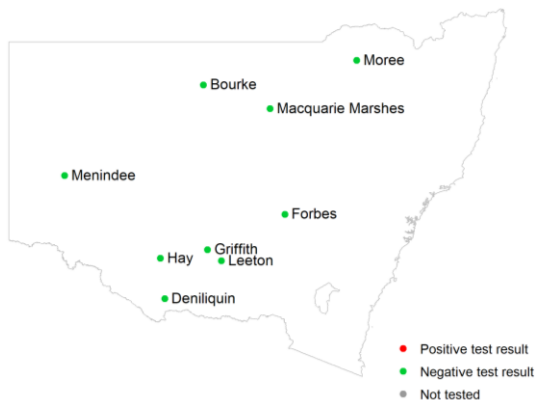 Moree
Bourke
Macquarie Marshes
Menindee
Forbes
Griffith
Hay
Leeton
Deniliquin
Positive test result
Negative test result
Not tested